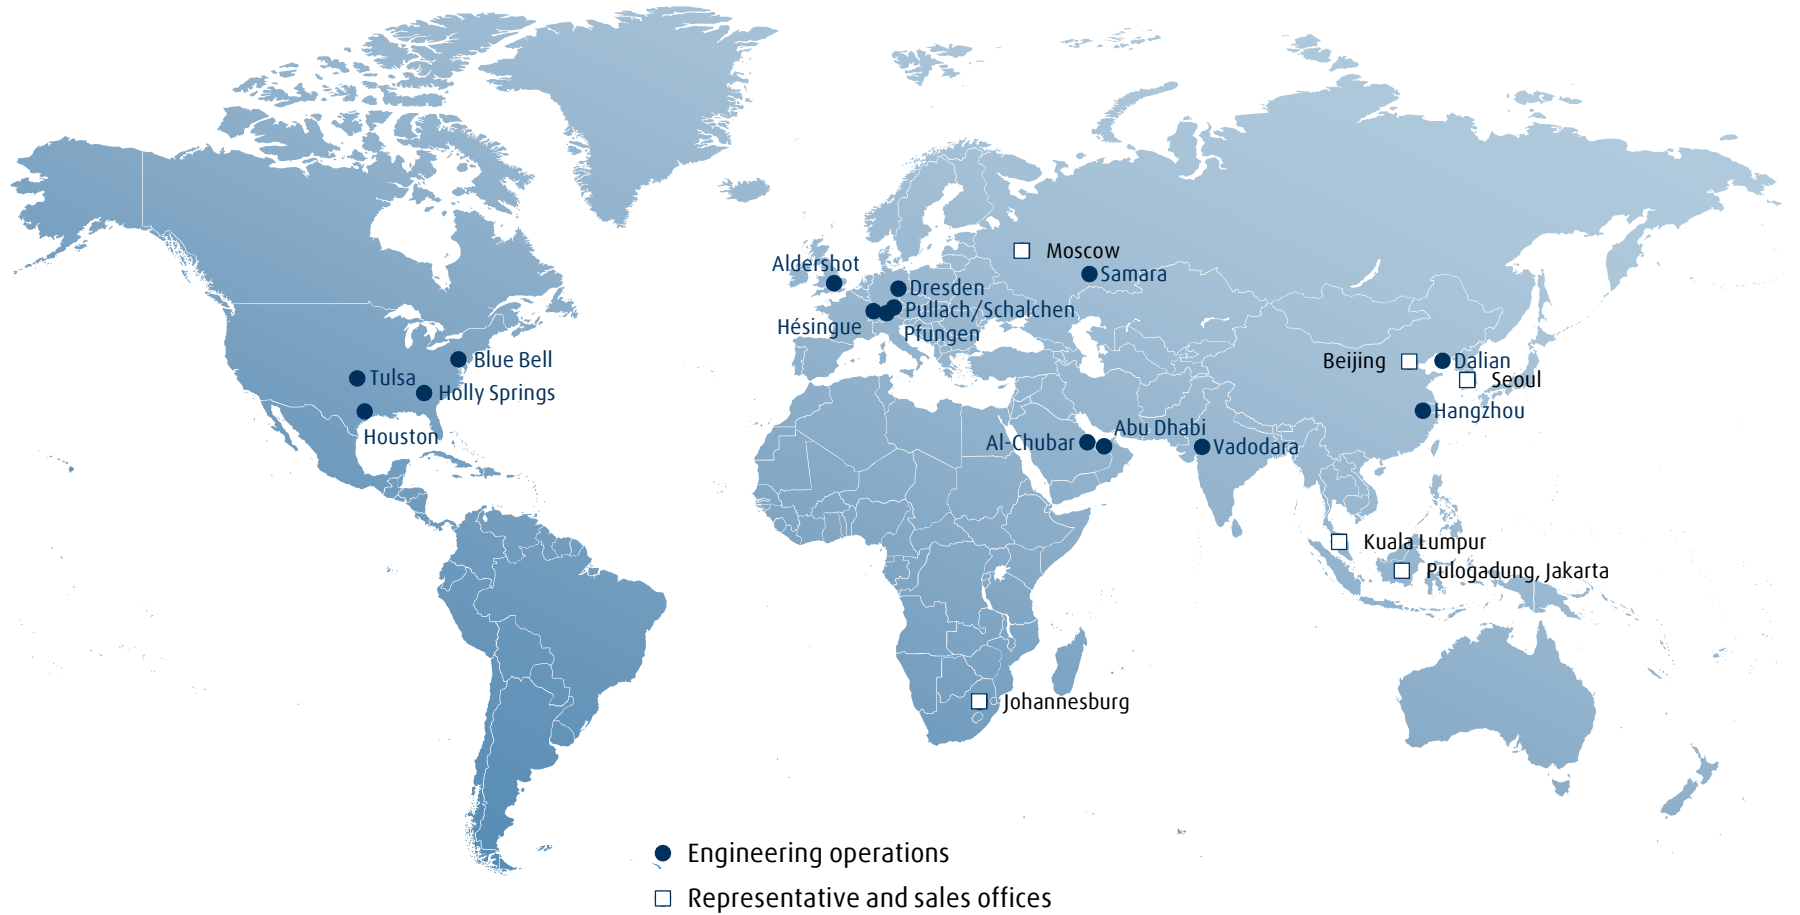 Moscow
Aldershot
Samara
Dresden
Pullach/Schalchen
Hésingue
Pfungen
Blue Bell
Beijing
Dalian
Tulsa
Seoul
Holly Springs
Hangzhou
Houston
Abu Dhabi
Al-Chubar
Vadodara
Kuala Lumpur
Pulogadung, Jakarta
Johannesburg
Engineering operations
Representative and sales offices